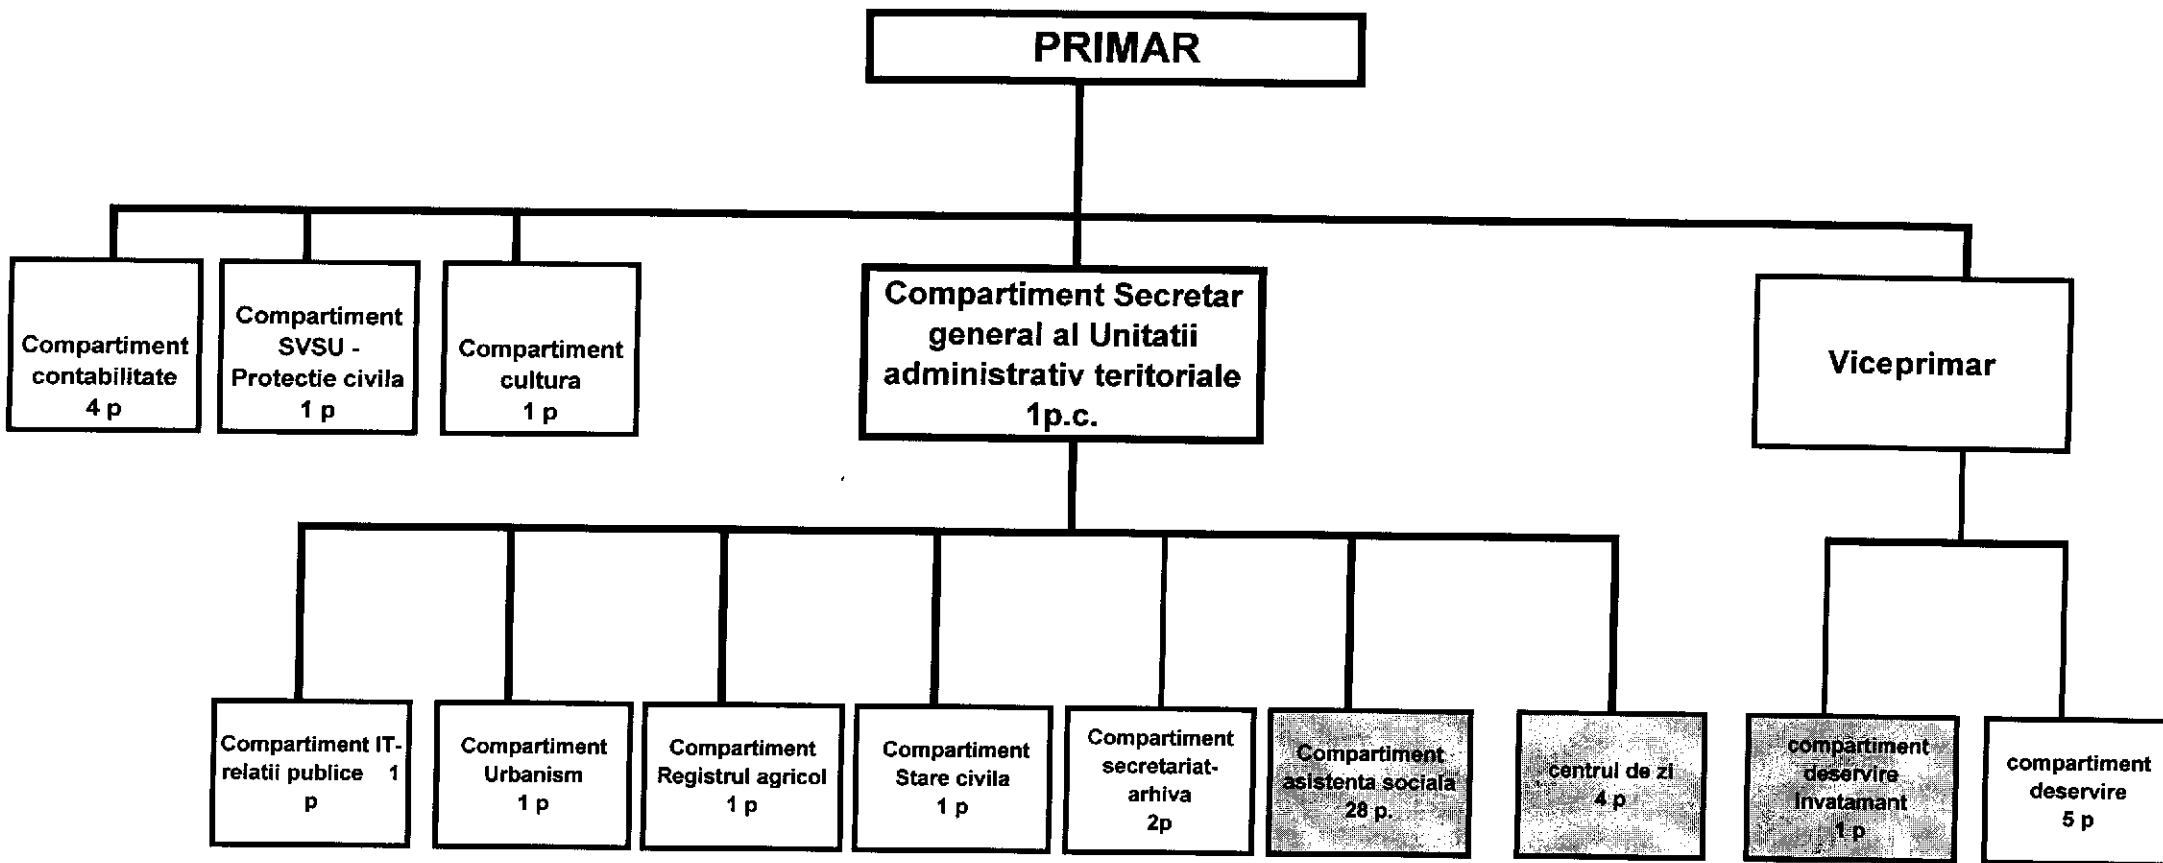 PRIMAR
Compartiment
contabilitate
4 p
Compartiment
SVSU -
Protectie civila
1 p
Compartiment
cultura
1 p
Compartiment Secretar
general al Unitatii
administrativ teritoriale
1p.c.
Viceprimar
Compartiment IT-
relatii publice 1
p
Compartiment
Urbanism
1 p
Compartiment
Registrul agricol
1 p
Compartiment
Stare civila
1 p
Compartiment
secretariat-
arhiva
2p
Compartiment
asistenta sociala
28 p.
centrul de zi
4 p
compartiment
deservire
Invatamant
1 p
compartiment
deservire
5 p